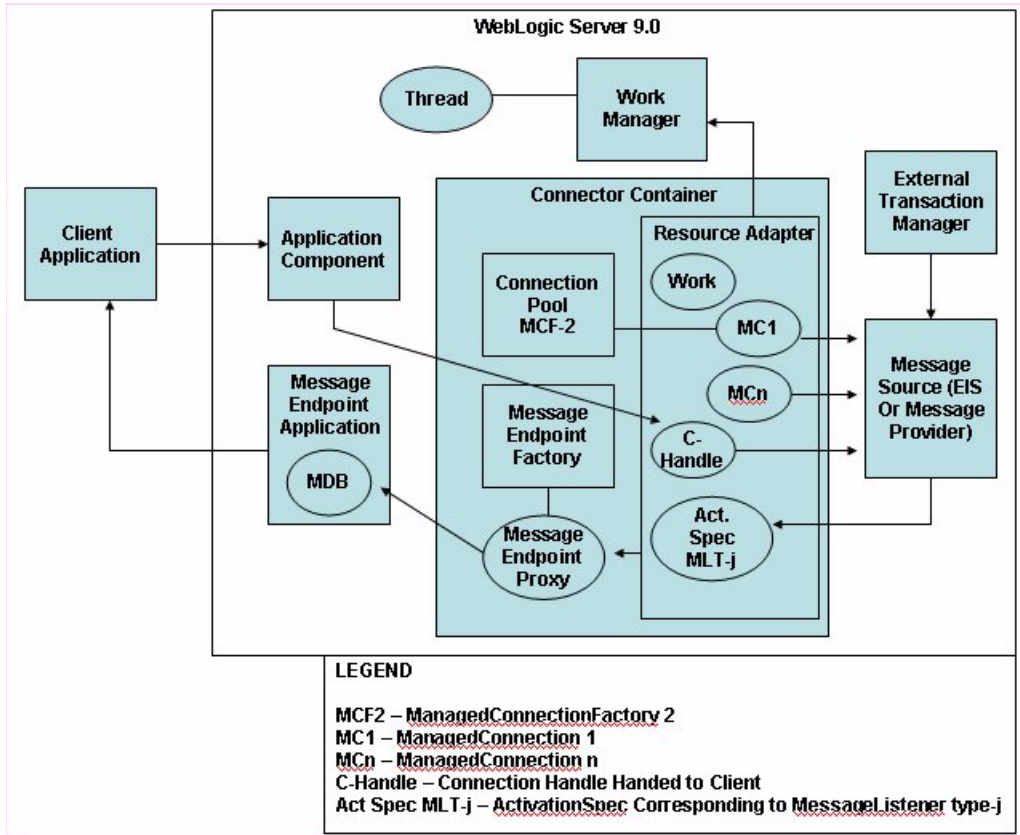 WebLogic Server 9.0
Thread
Work
Manager
Connector Container
External
Transaction
Manager
Client
Application
Application
Component
Resource Adapter
Work
Connection
Pool
MCF-2
MC1
Message
Source (EIS
Or Message
Provider)
Message
Endpoint
Application
MDB
Message
Endpoint
Factory
MCn
C-
Handle
Message
Endpoint
Proxy
Act.
Spec
MLT-j
LEGEND
MCF2 – ManagedConnectionFactory 2
MC1 – ManagedConnection 1
MCn – ManagedConnection n
C-Handle – Connection Handle Handed to Client
Act Spec MLT-j – ActivationSpec Corresponding to MessageListener type-j